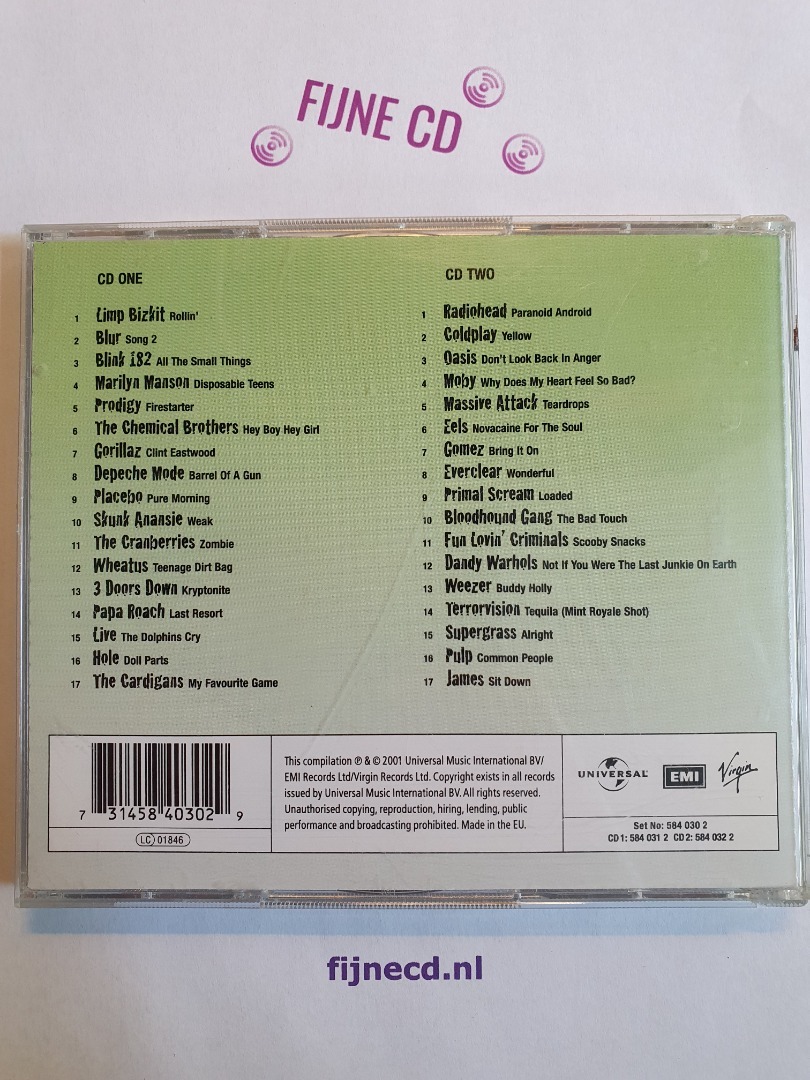 FIJNE CD
CD ONE
1 Limp Bizkit Rollin'
2 Blur Song 2
3 Blink 182 All The Small Things
4 Marilyn Manson Disposable Teens
5 Prodigy Firestarter
6 The Chemical Brothers Hey Boy Hey Girl
7 Gorillaz Clint Eastwood
8 Depeche Mode Barrel Of A Gun
9 Placebo Pure Morning
10 Skunk Anansie Weak
11 The Cranberries Zombie
12 Wheatus Teenage Dirt Bag
13 3 Doors Down Kryptonite
14 Papa Roach Last Resort
15 Live The Dolphins Cry
16 Hole Doll Parts
17 The Cardigans My Favourite Game
CD TWO
1 Radiohead Paranoid Android
2 Coldplay Yellow
3 Oasis Don't Look Back In Anger
4 Moby Why Does My Heart Feel So Bad?
5 Massive Attack Teardrops
6 Eels Novacaine For The Soul
7 Gomez Bring It On
8 Everclear Wonderful
9 Primal Scream Loaded
10 Bloodhound Gang The Bad Touch
11 Fun Lovin' Criminals Scooby Snacks
12 Dandy Warhols Not If You Were The Last Junkie On Earth
13 Weezer Buddy Holly
14 Terrorvision Tequila (Mint Royale Shot)
15 Supergrass Alright
16 Pulp Common People
17 James Sit Down
7 31458 40302 9
LC 01846
This compilation ℗ & © 2001 Universal Music International BV/
EMI Records Ltd/Virgin Records Ltd. Copyright exists in all records
issued by Universal Music International BV. All rights reserved.
Unauthorised copying, reproduction, hiring, lending, public
performance and broadcasting prohibited. Made in the EU.
UNIVERSAL
EMI
Virgin
Set No: 584 030 2
CD1: 584 031 2 CD2: 584 032 2
fijnecd.nl